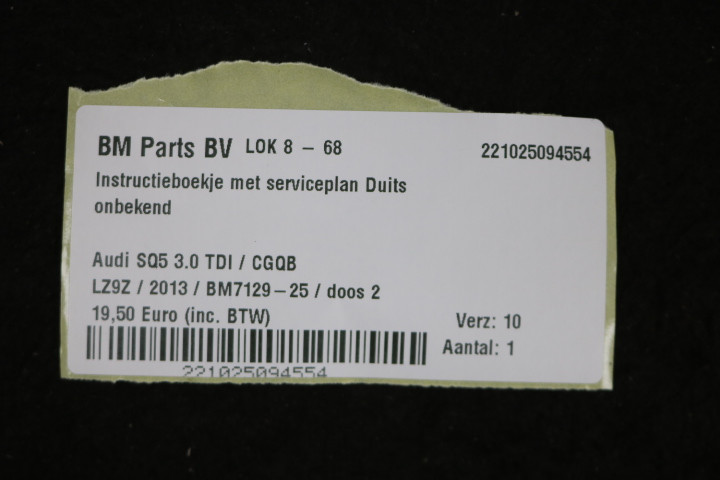 BM Parts BV LOK 8 - 68 221025094554
Instructieboekje met serviceplan Duits
onbekend
Audi SQ5 3.0 TDI / CGQB
LZ9Z / 2013 / BM7129-25 / doos 2
19,50 Euro (inc. BTW)
Verz: 10
Aantal: 1
221025094554